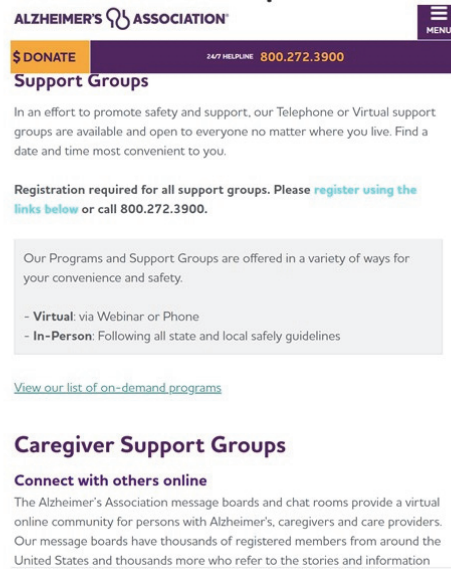 ALZHEIMER'S ASSOCIATION®
MENU
$ DONATE
24/7 HELPLINE 800.272.3900
Support Groups
In an effort to promote safety and support, our Telephone or Virtual support
groups are available and open to everyone no matter where you live. Find a
date and time most convenient to you.
Registration required for all support groups. Please register using the
links below or call 800.272.3900.
Our Programs and Support Groups are offered in a variety of ways for
your convenience and safety.
- Virtual: via Webinar or Phone
- In-Person: Following all state and local safely guidelines
View our list of on-demand programs
Caregiver Support Groups
Connect with others online
The Alzheimer's Association message boards and chat rooms provide a virtual
online community for persons with Alzheimer's, caregivers and care providers.
Our message boards have thousands of registered members from around the
United States and thousands more who refer to the stories and information